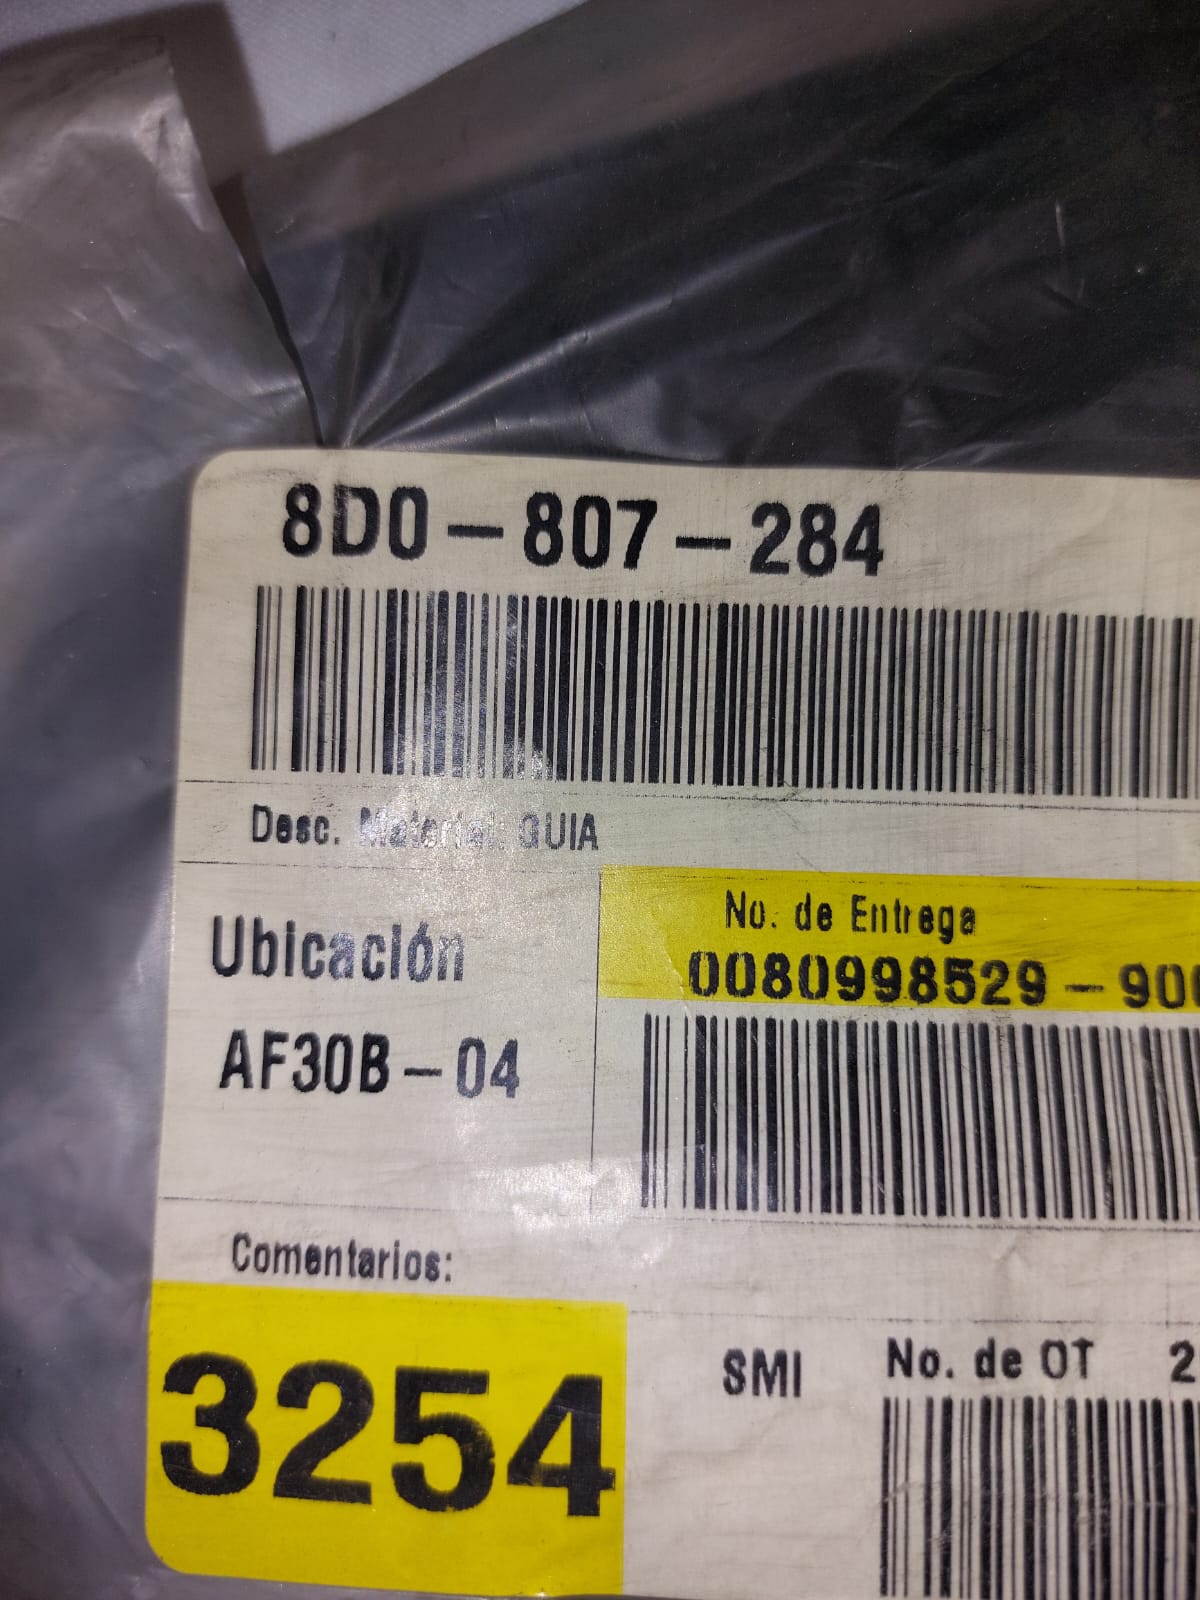 8D0-807-284
Desc. Material: GUIA
No. de Entrega
0080998529-90
Ubicación
AF30B-04
Comentarios:
3254
SMI
No. de OT 2